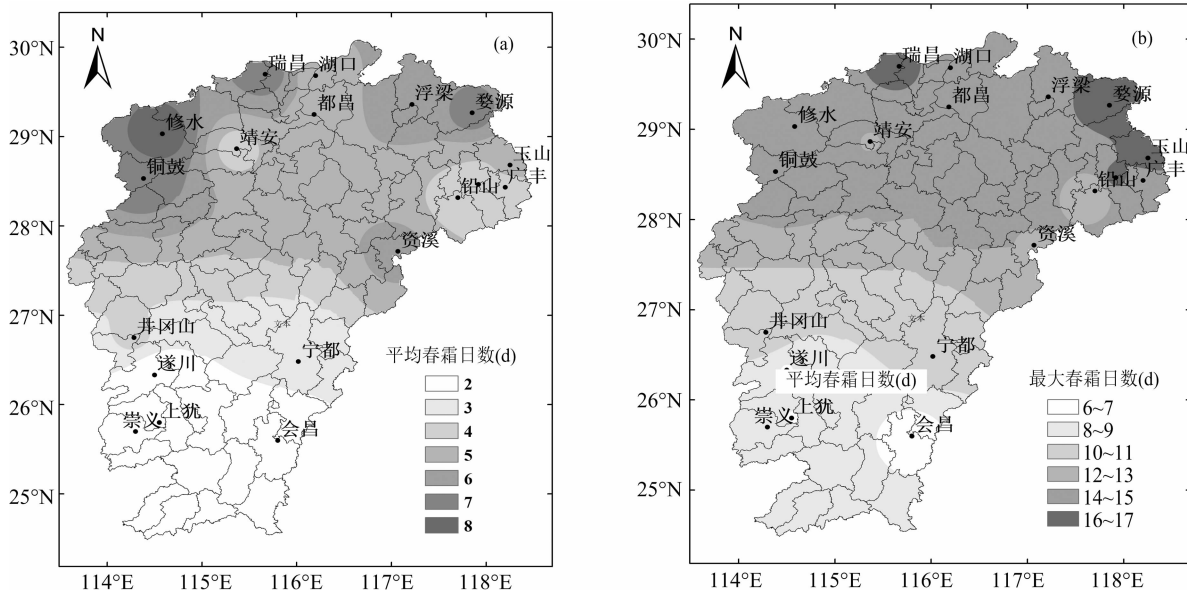 N
(a)
30°N
29°N
28°N
27°N
26°N
25°N
瑞昌
湖口
都昌
浮梁
婺源
修水
靖安
铜鼓
玉山
广丰
铅山
资溪
井冈山
文本
宁都
遂川
上犹
崇义
会昌
平均春霜日数(d)
2
3
4
5
6
7
8
114°E 115°E 116°E 117°E 118°E
N
(b)
30°N
29°N
28°N
27°N
26°N
25°N
瑞昌
湖口
都昌
浮梁
婺源
修水
靖安
铜鼓
玉山
广丰
铅山
资溪
井冈山
文本
宁都
遂川
平均春霜日数(d)
上犹
崇义
会昌
最大春霜日数(d)
6~7
8~9
10~11
12~13
14~15
16~17
114°E 115°E 116°E 117°E 118°E